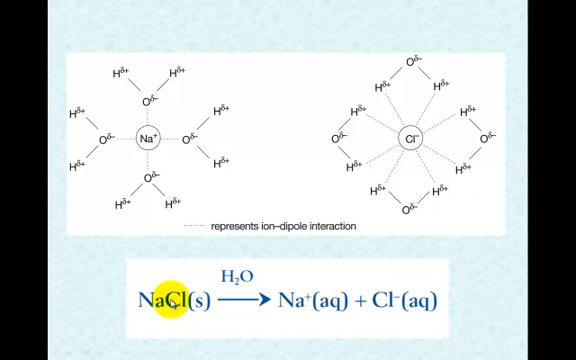 Hδ+ Hδ+ Oδ− Hδ+ Hδ+ Oδ− Na⁺ Oδ− Hδ+ Hδ+ Oδ− Hδ+ Hδ+
Oδ− Hδ+ Hδ+ Hδ+ Oδ− Hδ+ Cl⁻ Hδ+ Oδ− Hδ+ Hδ+ Hδ+ Oδ−
represents ion–dipole interaction
H₂O
NaCl(s) ⟶ Na⁺(aq) + Cl⁻(aq)